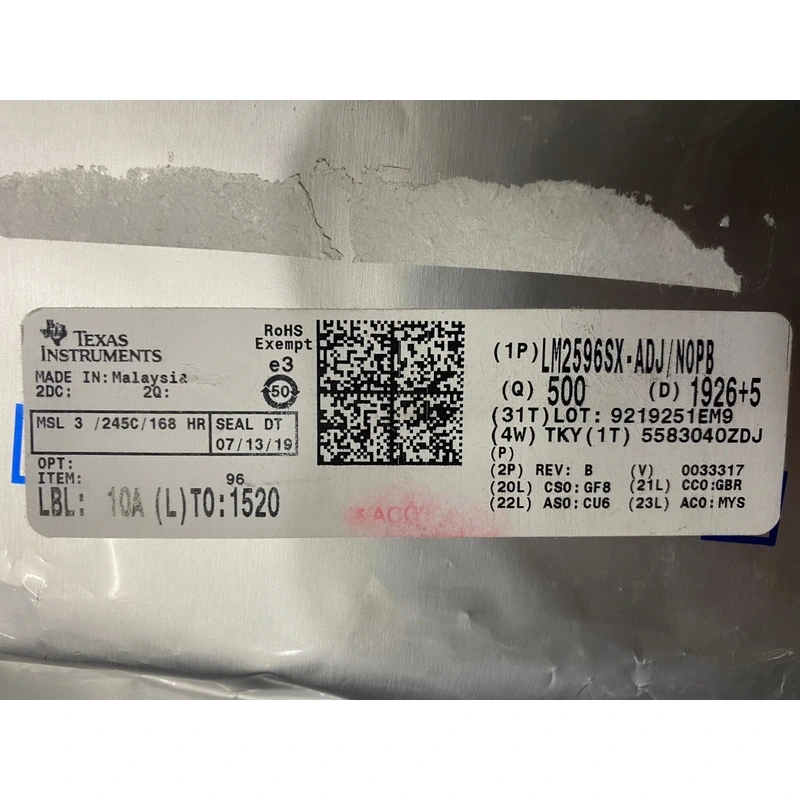 TEXAS
INSTRUMENTS
MADE IN: Malaysia
2DC: 2Q:
MSL 3 /245C/168 HR
SEAL DT
07/13/19
OPT:
ITEM: 96
LBL: 10A (L)TO:1520
RoHS
Exempt
e3
50
(1P)LM2596SX-ADJ/NOPB
(Q) 500 (D) 1926+5
(31T)LOT: 9219251EM9
(4W) TKY(1T) 5583040ZDJ
(P)
(2P) REV: B (V) 0033317
(20L) CSO:GF8 (21L) CCO:GBR
(22L) ASO:CU6 (23L) ACO:MYS